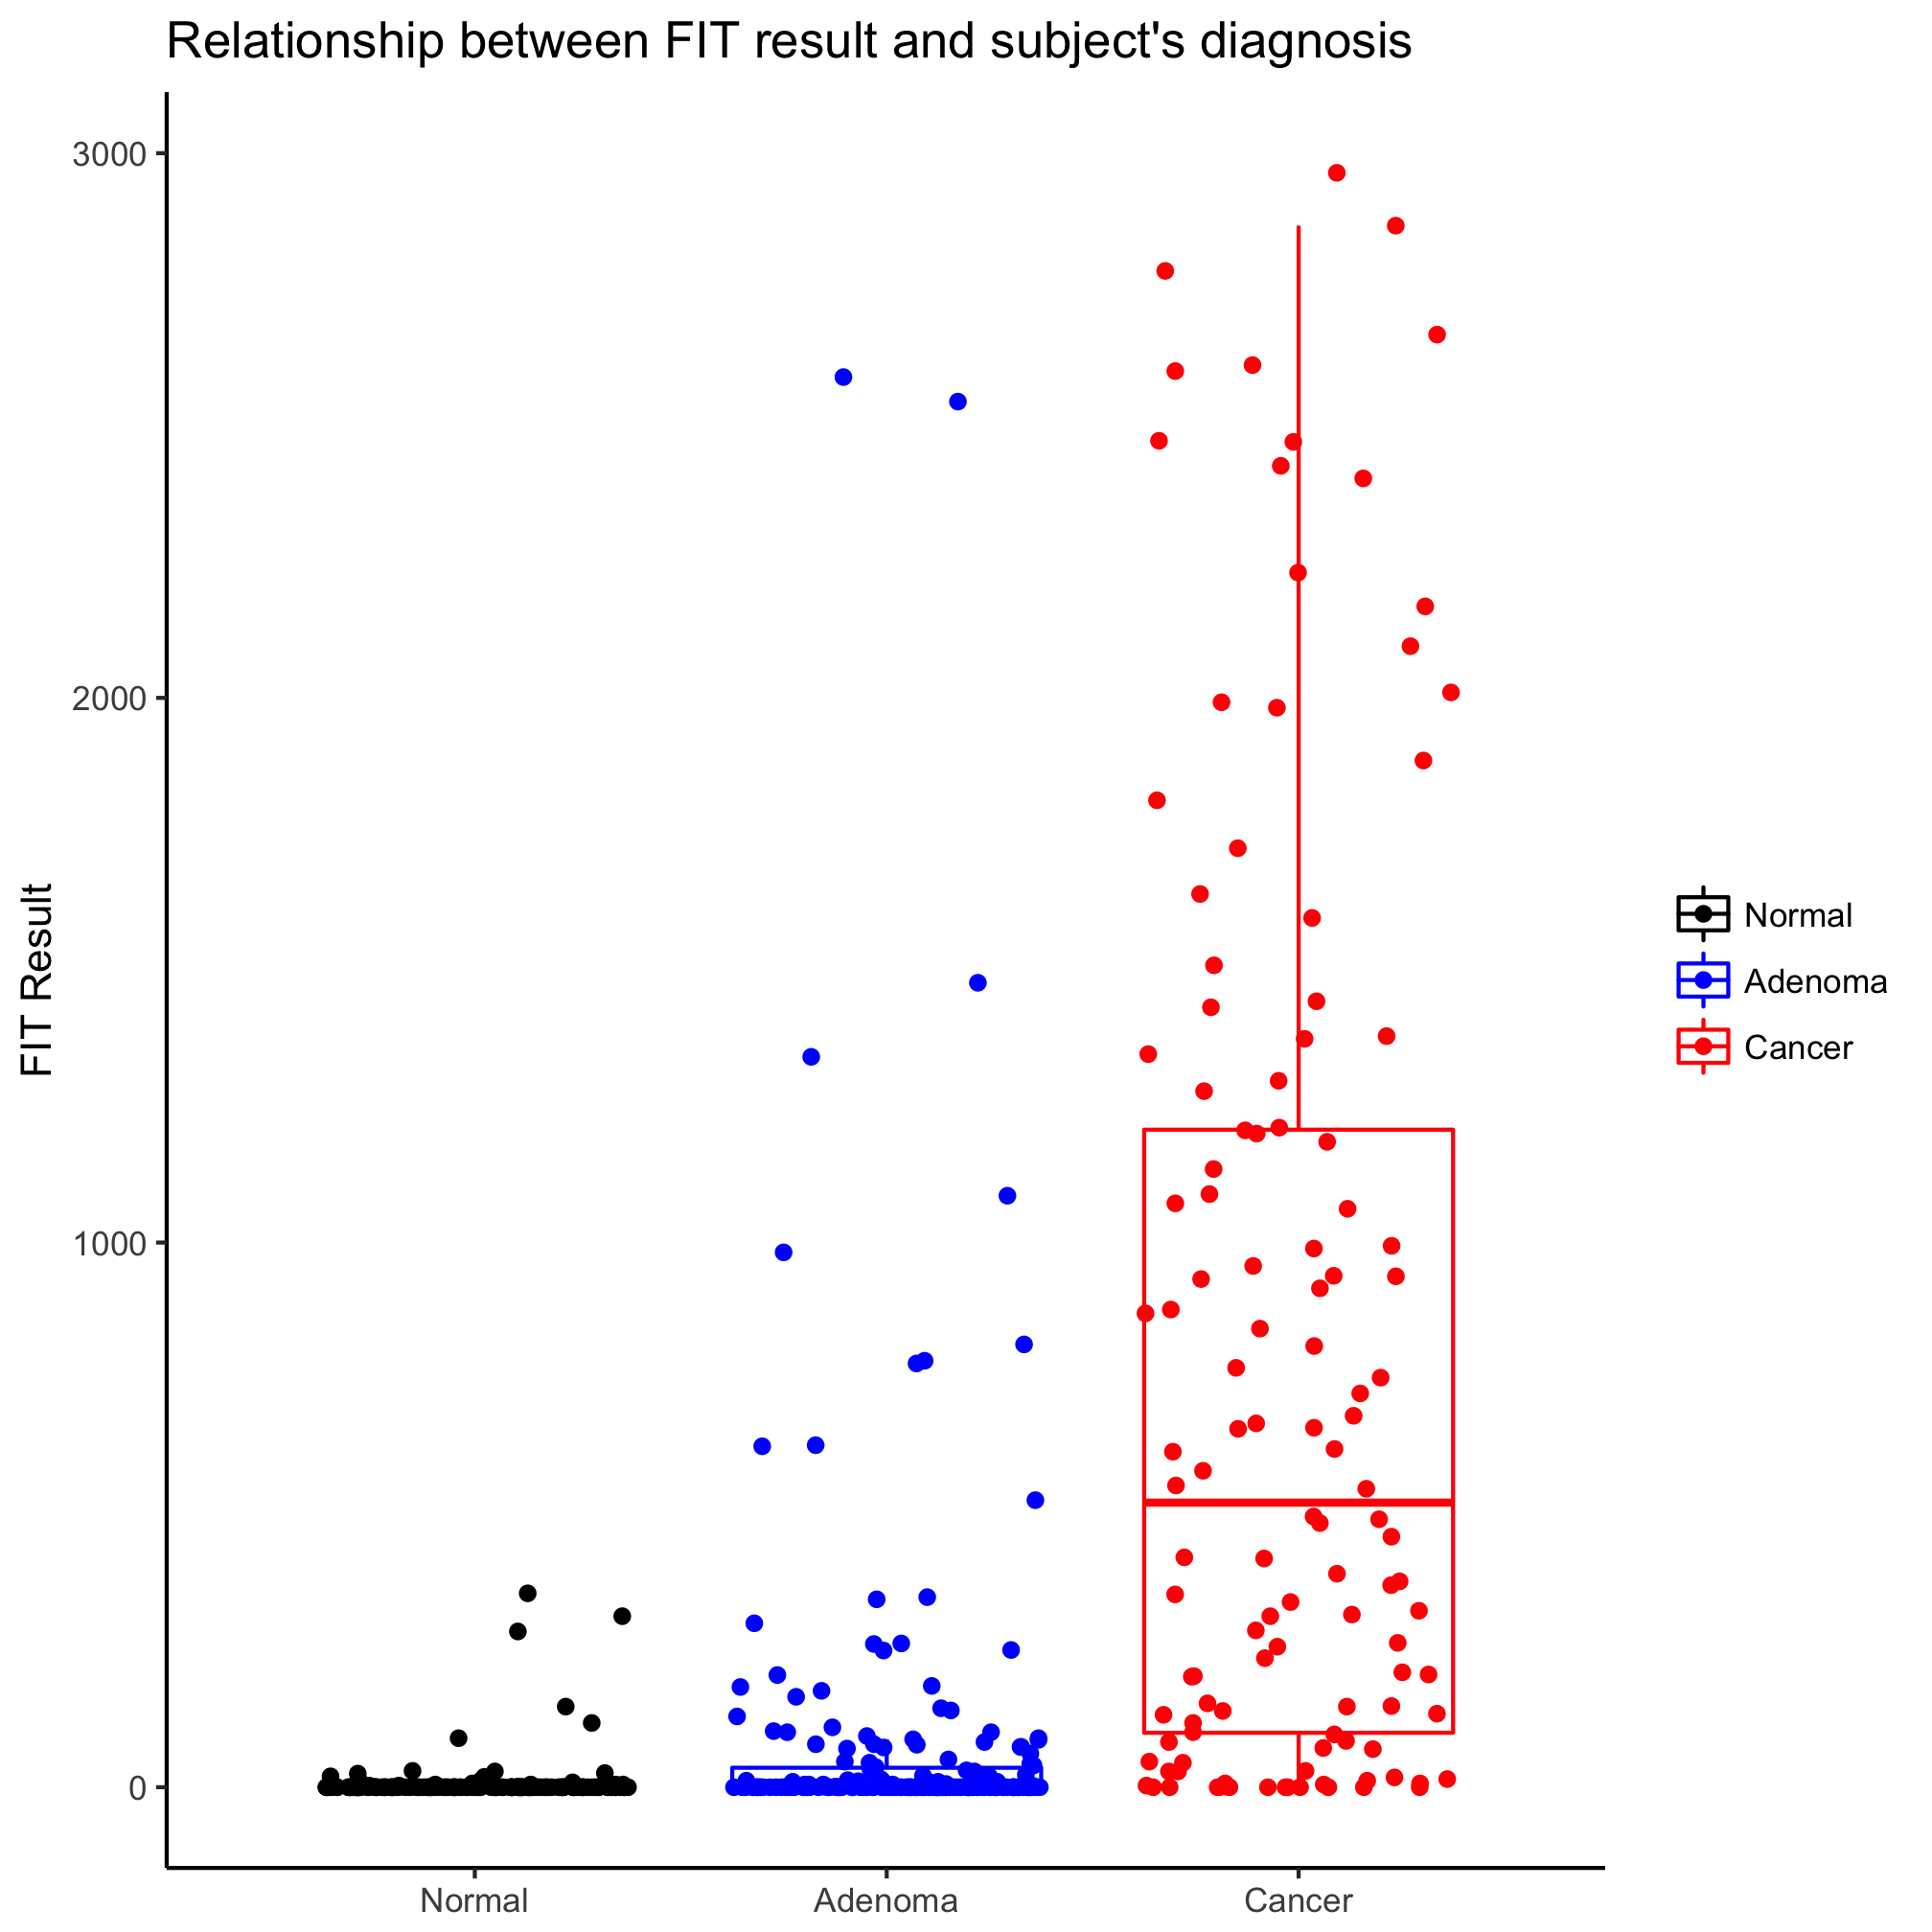 Relationship between FIT result and subject's diagnosis
3000
2000
1000
0
FIT Result
Normal
Adenoma
Cancer
Normal
Adenoma
Cancer